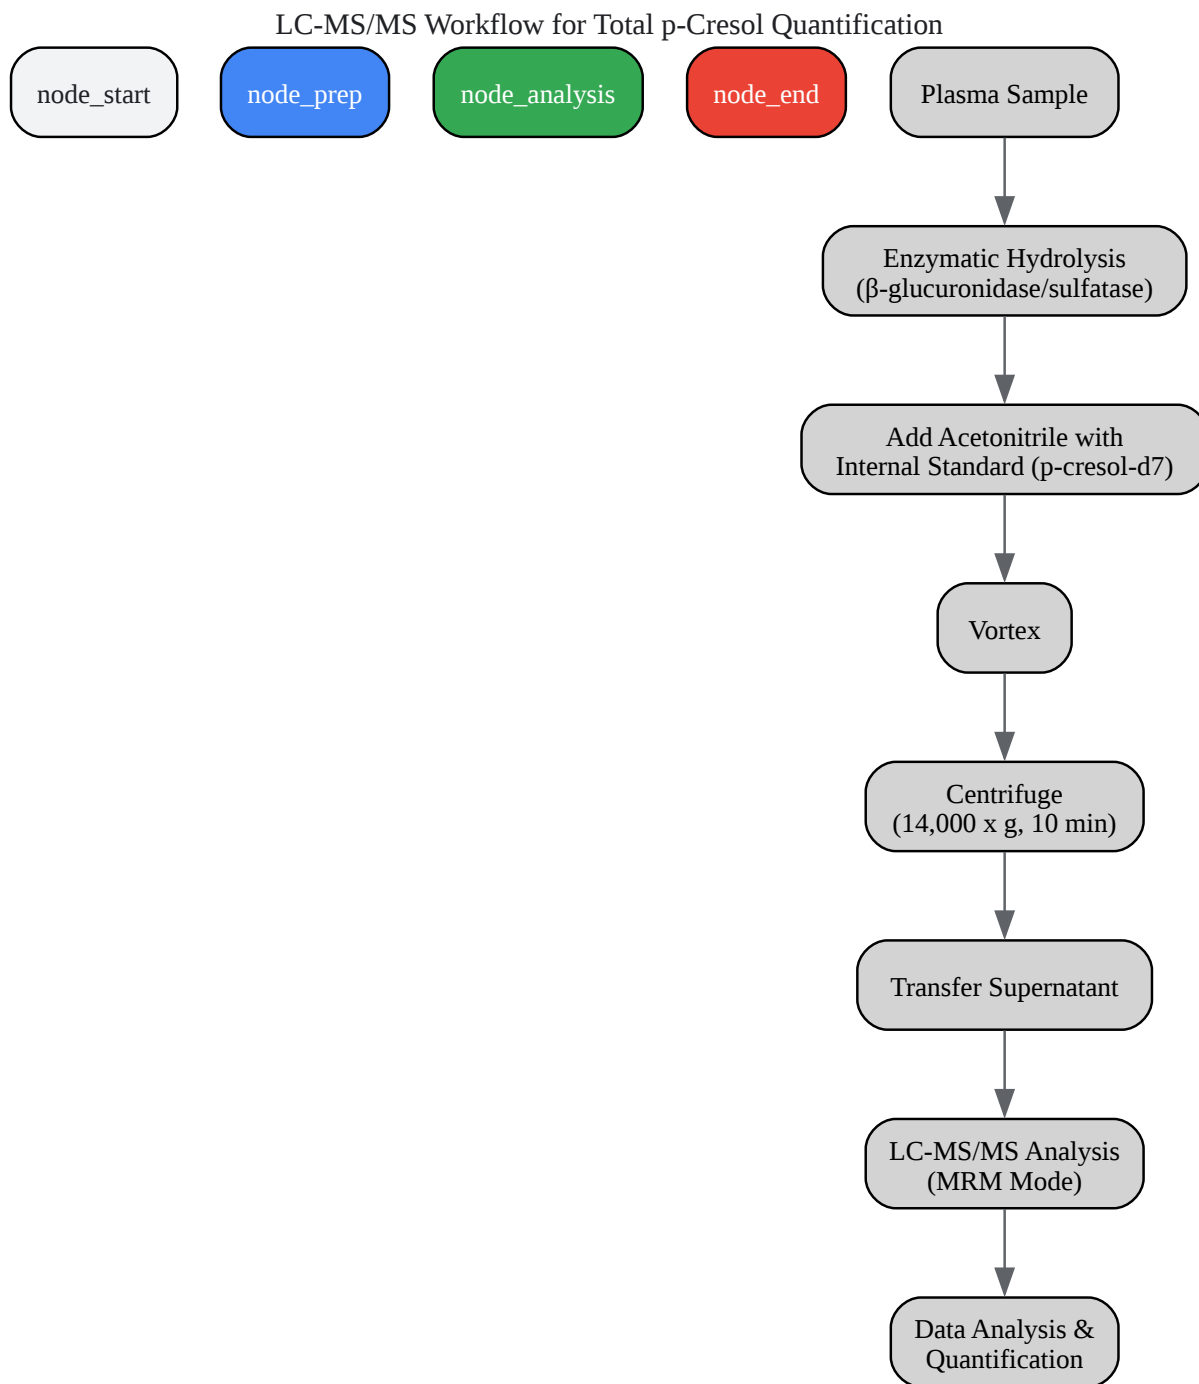 LC-MS/MS Workflow for Total p-Cresol Quantification
node_start
node_prep
node_analysis
node_end
Plasma Sample
Enzymatic Hydrolysis
(β-glucuronidase/sulfatase)
Add Acetonitrile with
Internal Standard (p-cresol-d7)
Vortex
Centrifuge
(14,000 x g, 10 min)
Transfer Supernatant
LC-MS/MS Analysis
(MRM Mode)
Data Analysis &
Quantification